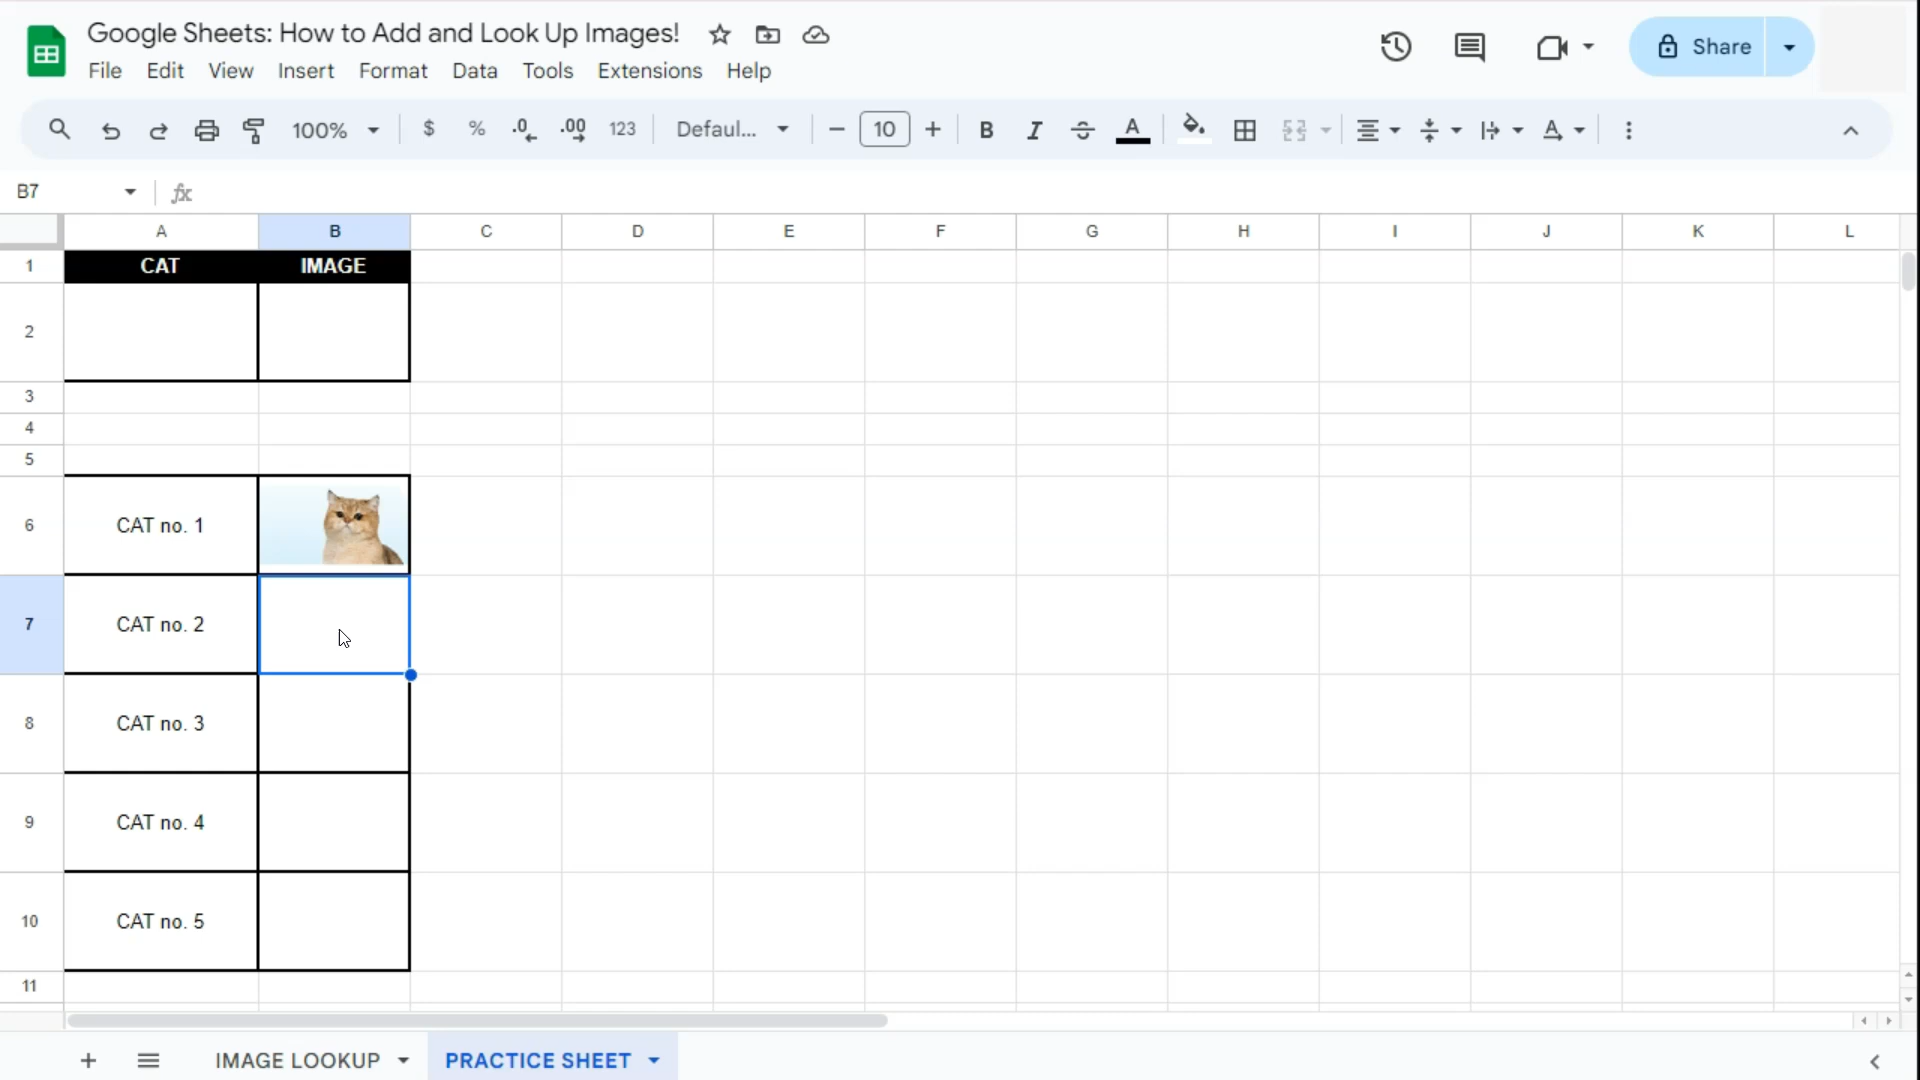 Google Sheets: How to Add and Look Up Images!
File Edit View Insert Format Data Tools Extensions Help
Share
100% $ % .0 .00 123 Defaul... − 10 + B I S A A
B7 fx
A B C D E F G H I J K L
1 CAT IMAGE
2
3
4
5
6 CAT no. 1
7 CAT no. 2
8 CAT no. 3
9 CAT no. 4
10 CAT no. 5
11
+ IMAGE LOOKUP PRACTICE SHEET